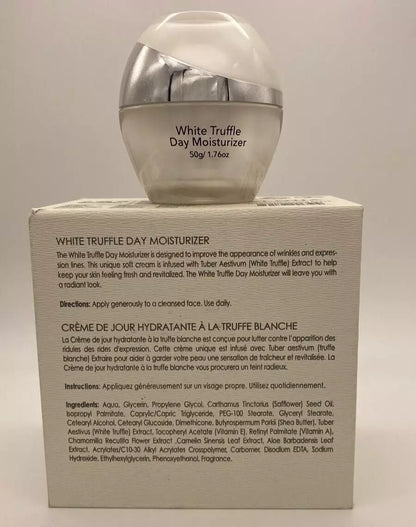 White Truffle
Day Moisturizer
50g/ 1.76oz
WHITE TRUFFLE DAY MOISTURIZER
The White Truffle Day Moisturizer is designed to improve the appearance of wrinkles and expres-
sion lines. This unique soft cream is infused with Tuber Aestivum (White Truffle) Extract to help
keep your skin feeling fresh and revitalized. The White Truffle Day Moisturizer will leave you with
a radiant look.
Directions: Apply generously to a cleansed face. Use daily.
CRÈME DE JOUR HYDRATANTE À LA TRUFFE BLANCHE
La Crème de jour hydratante à la truffe blanche est conçue pour lutter contre l'apparition des
ridules des rides d'expression. Cette crème unique est infusé avec Tuber aestivum (truffe
blanche) Extraire pour aider à garder votre peau une sensation de fraîcheur et revitalisée. La
Crème de jour hydratante à la truffe blanche vous procurera un teint radieux.
Instructions: Appliquez généreusement sur un visage propre. Utilisez quotidiennement.
Ingredients: Aqua, Glycerin, Propylene Glycol, Carthamus Tinctorius (Safflower) Seed Oil,
Isopropyl Palmitate, Caprylic/Capric Triglyceride, PEG-100 Stearate, Glyceryl Stearate,
Cetearyl Alcohol, Cetearyl Glucoside, Dimethicone, Butyrospermum Parkii (Shea Butter), Tuber
Aestivus (White Truffle) Extract, Tocopheryl Acetate (Vitamin E), Retinyl Palmitate (Vitamin A),
Chamomilla Recutita Flower Extract ,Camelia Sinensis Leaf Extract, Aloe Barbadensis Leaf
Extract, Acrylates/C10-30 Alkyl Acrylates Crosspolymer, Carbomer, Disodium EDTA, Sodium
Hydroxide, Ethylhexylglycerin, Phenoxyethanol, Fragrance.